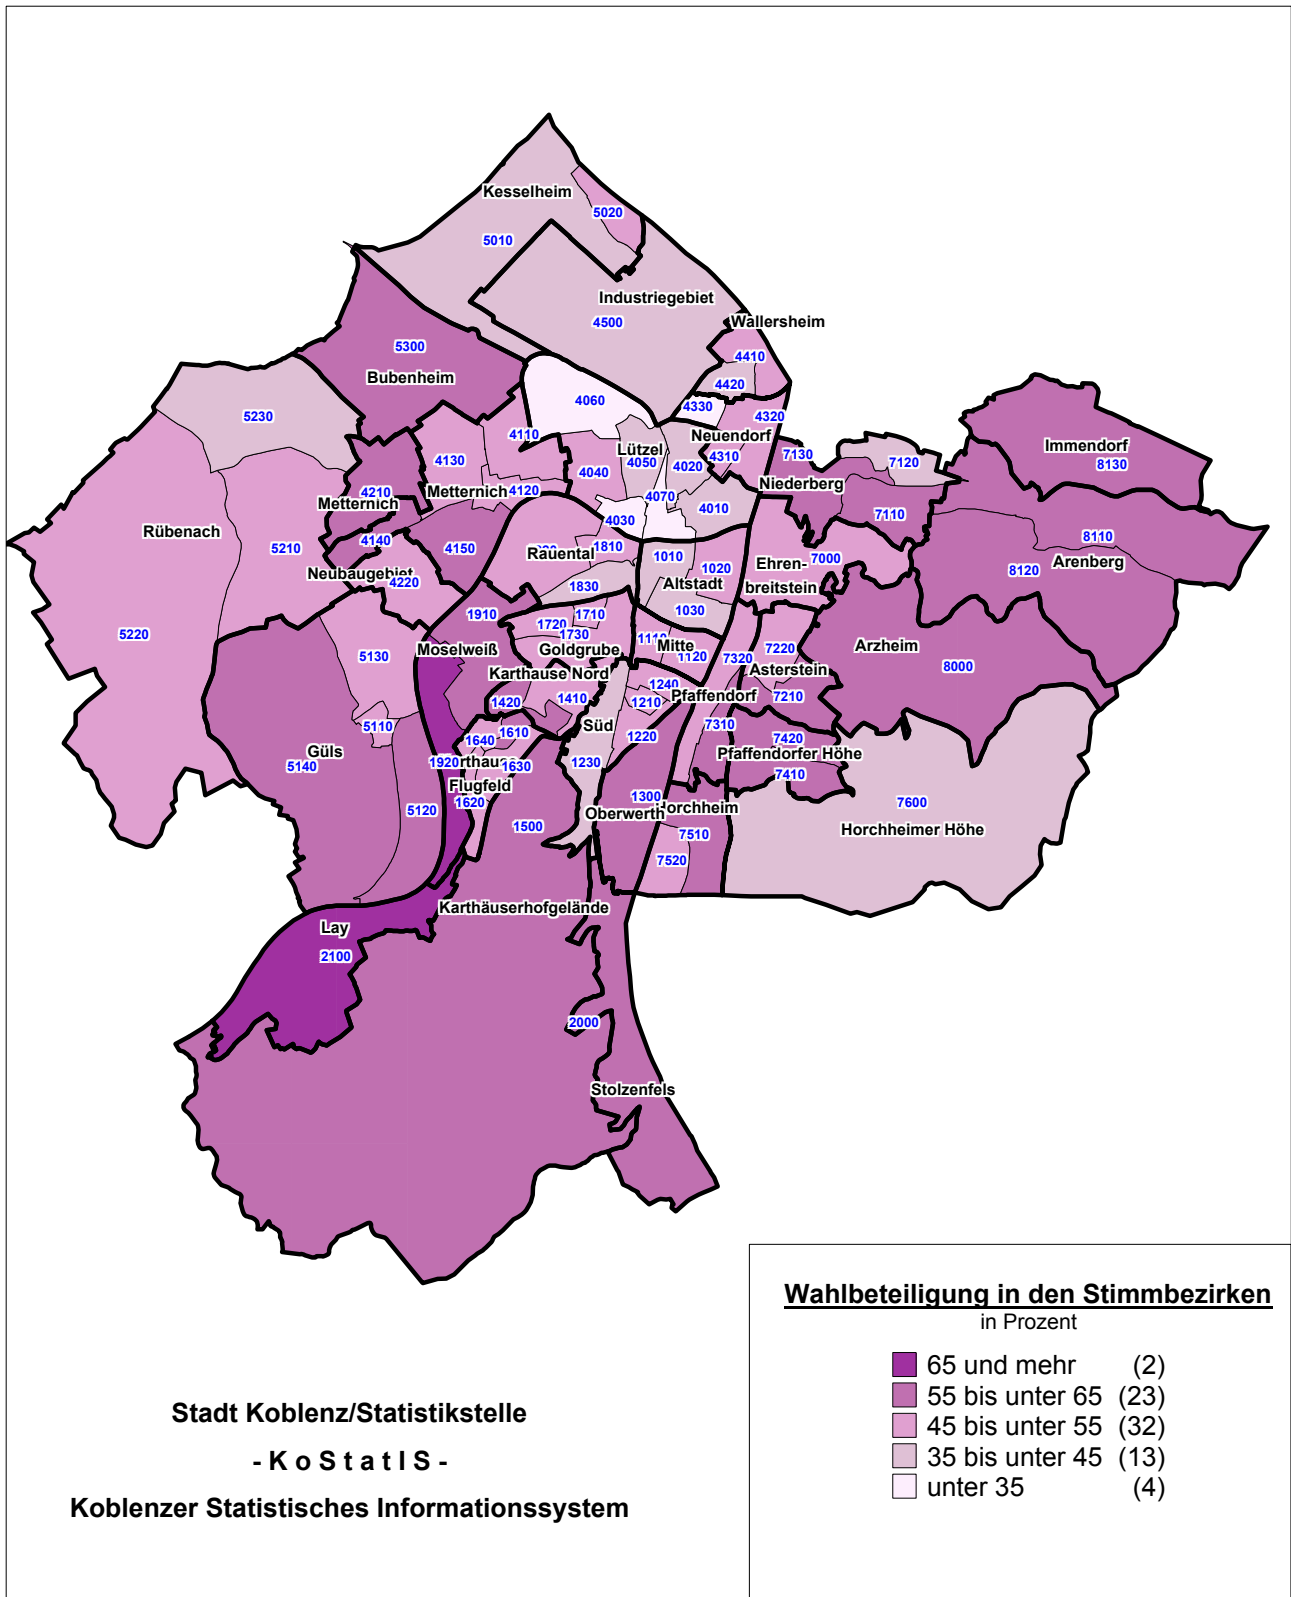 Kesselheim
5020
5010
Industriegebiet
4500
Wallersheim
5300
4410
Bubenheim
4420
4060
4330
5230
4320
4110
Neuendorf
Immendorf
Lützel
7130
4310
4130
4050
4020
7120
8130
4040
Niederberg
4210
Metternich
4120
4070
Metternich
4010
7110
4030
Rübenach
8110
4140
5210
4150
1810
Rauental
1010
7000
Ehren-
Arenberg
1020
8120
Neubaugebiet
4220
1830
Altstadt
breitstein
1910
1710
1030
1720
5220
1730
1110
Mitte
7220
Arzheim
Moselweiß
Goldgrube
1120
7320
5130
8000
Karthause Nord
Asterstein
1240
Pfaffendorf
7210
1420
1410
1210
5110
Süd
7310
1610
1640
1220
7420
Güls
Pfaffendorfer Höhe
5140
1920
1630
1230
7410
Flugfeld
1620
1300
5120
7600
Oberwerth
Horchheim
1500
Horchheimer Höhe
7510
7520
Karthäuserhofgelände
Lay
2100
2000
Stolzenfels
Wahlbeteiligung in den Stimmbezirken
in Prozent
65 und mehr (2)
55 bis unter 65 (23)
45 bis unter 55 (32)
35 bis unter 45 (13)
unter 35 (4)
Stadt Koblenz/Statistikstelle
- K o S t a t I S -
Koblenzer Statistisches Informationssystem